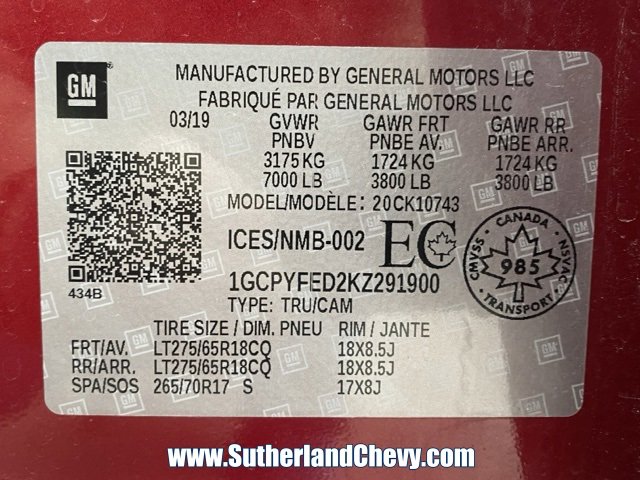 GM
MANUFACTURED BY GENERAL MOTORS LLC
FABRIQUÉ PAR GENERAL MOTORS LLC
03/19 GVWR GAWR FRT GAWR RR
PNBV PNBE AV. PNBE ARR.
3175 KG 1724 KG 1724 KG
7000 LB 3800 LB 3800 LB
MODEL/MODÈLE: 20CK10743
ICES/NMB-002 EC
CANADA
CMVSS 985 NSVAC
TRANSPORT
1GCPYFED2KZ291900
434B
TYPE: TRU/CAM
TIRE SIZE / DIM. PNEU RIM / JANTE
FRT/AV. LT275/65R18CQ 18X8.5J
RR/ARR. LT275/65R18CQ 18X8.5J
SPA/SOS 265/70R17 S 17X8J
www.SutherlandChevy.com